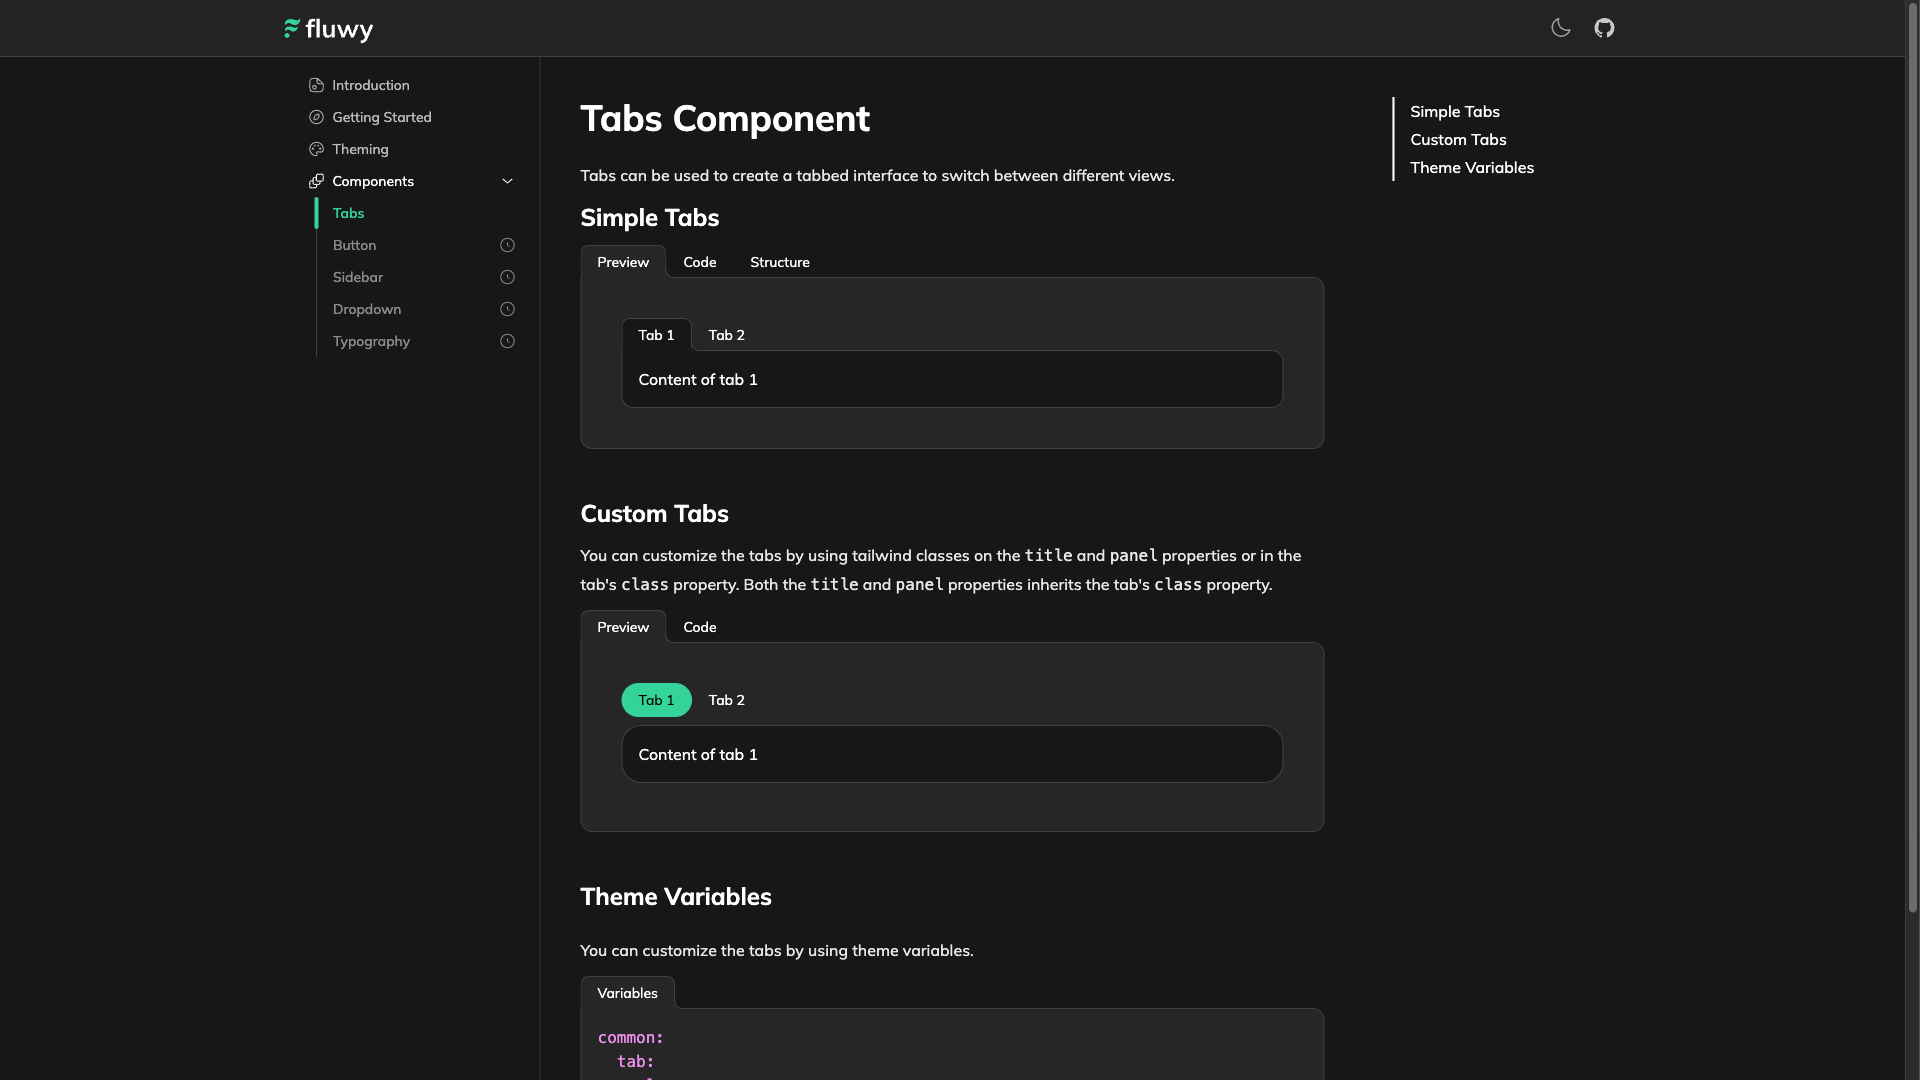 fluwy
Introduction
Getting Started
Theming
Components
Tabs
Button
Sidebar
Dropdown
Typography
Tabs Component
Tabs can be used to create a tabbed interface to switch between different views.
Simple Tabs
Preview Code Structure
Tab 1 Tab 2
Content of tab 1
Custom Tabs
You can customize the tabs by using tailwind classes on the title and panel properties or in the
tab's class property. Both the title and panel properties inherits the tab's class property.
Preview Code
Tab 1 Tab 2
Content of tab 1
Theme Variables
You can customize the tabs by using theme variables.
Variables
common:
tab:
Simple Tabs
Custom Tabs
Theme Variables